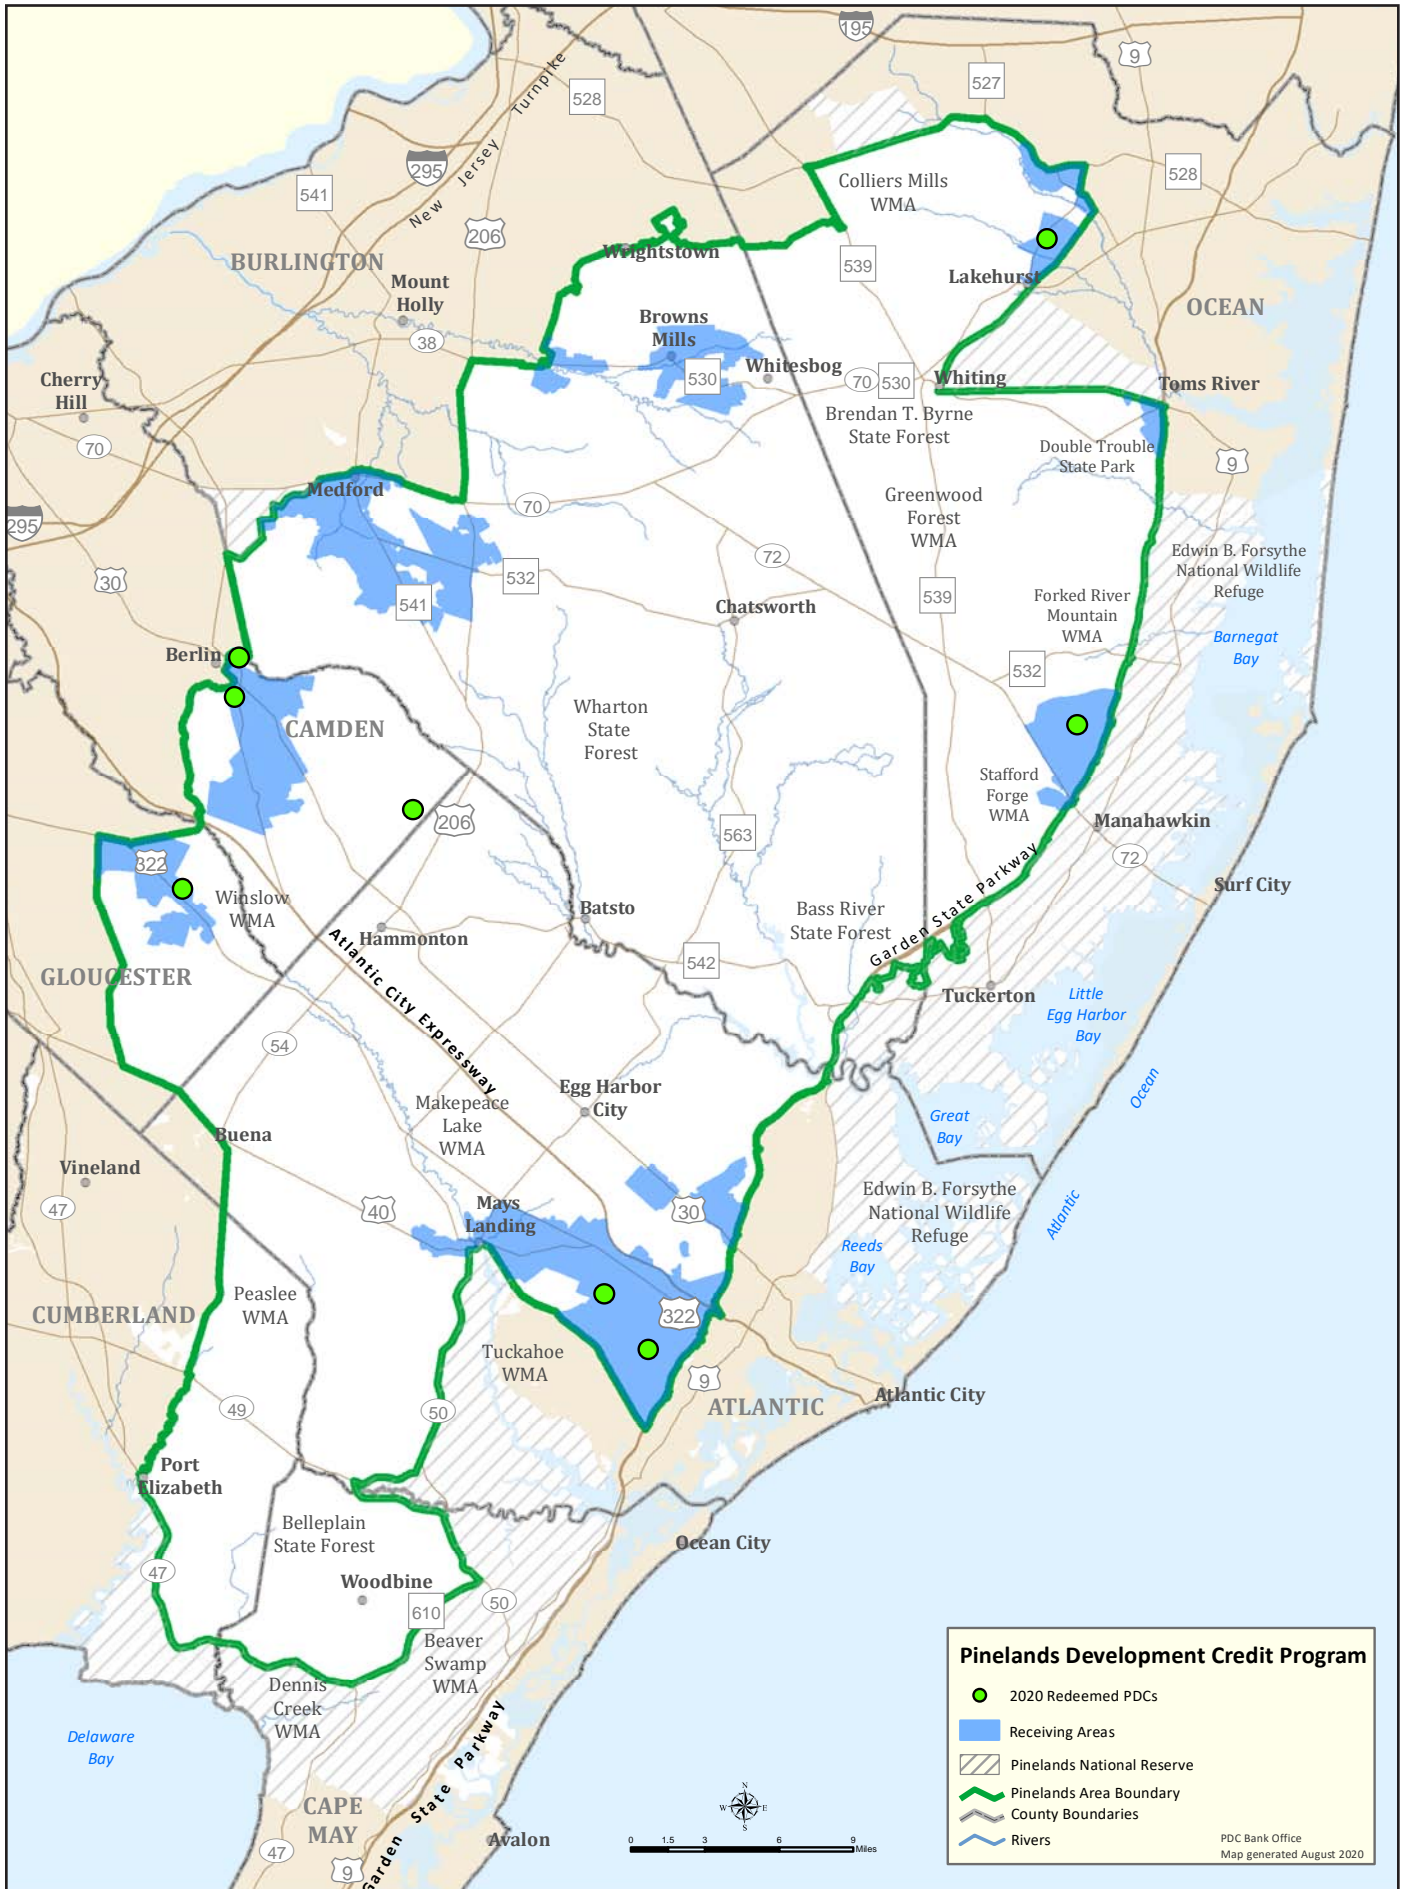 195
9
527
528
New Jersey Turnpike
295
541
528
206
Colliers Mills
WMA
Wrightstown
BURLINGTON
539
Lakehurst
Mount
Holly
OCEAN
Browns
Mills
38
Whitesbog
530
70
530
Whiting
Toms River
Cherry
Hill
Brendan T. Byrne
State Forest
70
Double Trouble
State Park
9
Medford
Greenwood
Forest
WMA
70
295
72
Edwin B. Forsythe
National Wildlife
Refuge
30
532
541
539
Forked River
Mountain
WMA
Chatsworth
Barnegat
Bay
Berlin
532
Wharton
State
Forest
CAMDEN
Stafford
Forge
WMA
206
563
Manahawkin
72
322
Garden State Parkway
Surf City
Winslow
WMA
Batsto
Bass River
State Forest
Hammonton
Atlantic City Expressway
542
GLOUCESTER
Tuckerton
Little
Egg Harbor
Bay
54
Egg Harbor
City
Ocean
Makepeace
Lake
WMA
Great
Bay
Buena
Vineland
47
40
Mays
Landing
30
Edwin B. Forsythe
National Wildlife
Refuge
Atlantic
Reeds
Bay
Peaslee
WMA
CUMBERLAND
322
Tuckahoe
WMA
9
49
50
ATLANTIC
Atlantic City
Port
Elizabeth
Belleplain
State Forest
Ocean City
47
Woodbine
50
610
Beaver
Swamp
WMA
Dennis
Creek
WMA
Delaware
Bay
Garden State Parkway
CAPE
MAY
47
9
Avalon
N
W E
S
0 1.5 3 6 9
Miles
Pinelands Development Credit Program
2020 Redeemed PDCs
Receiving Areas
Pinelands National Reserve
Pinelands Area Boundary
County Boundaries
Rivers
PDC Bank Office
Map generated August 2020